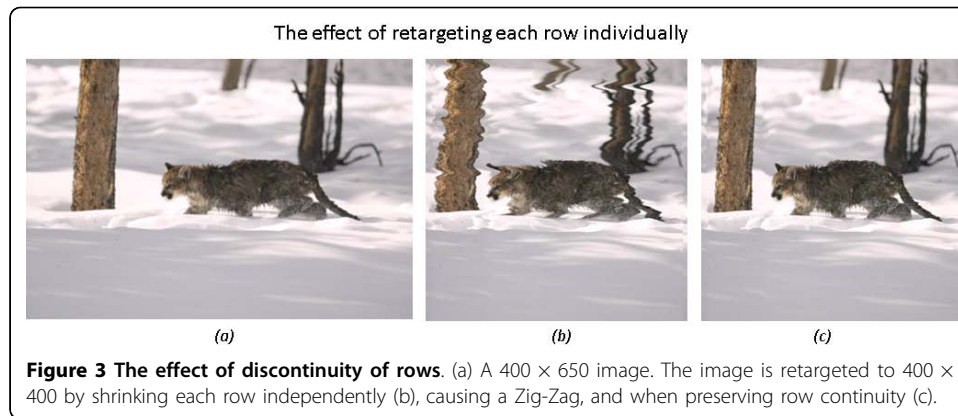 The effect of retargeting each row individually
(a) (b) (c)
Figure 3 The effect of discontinuity of rows. (a) A 400 × 650 image. The image is retargeted to 400 ×
400 by shrinking each row independently (b), causing a Zig-Zag, and when preserving row continuity (c).